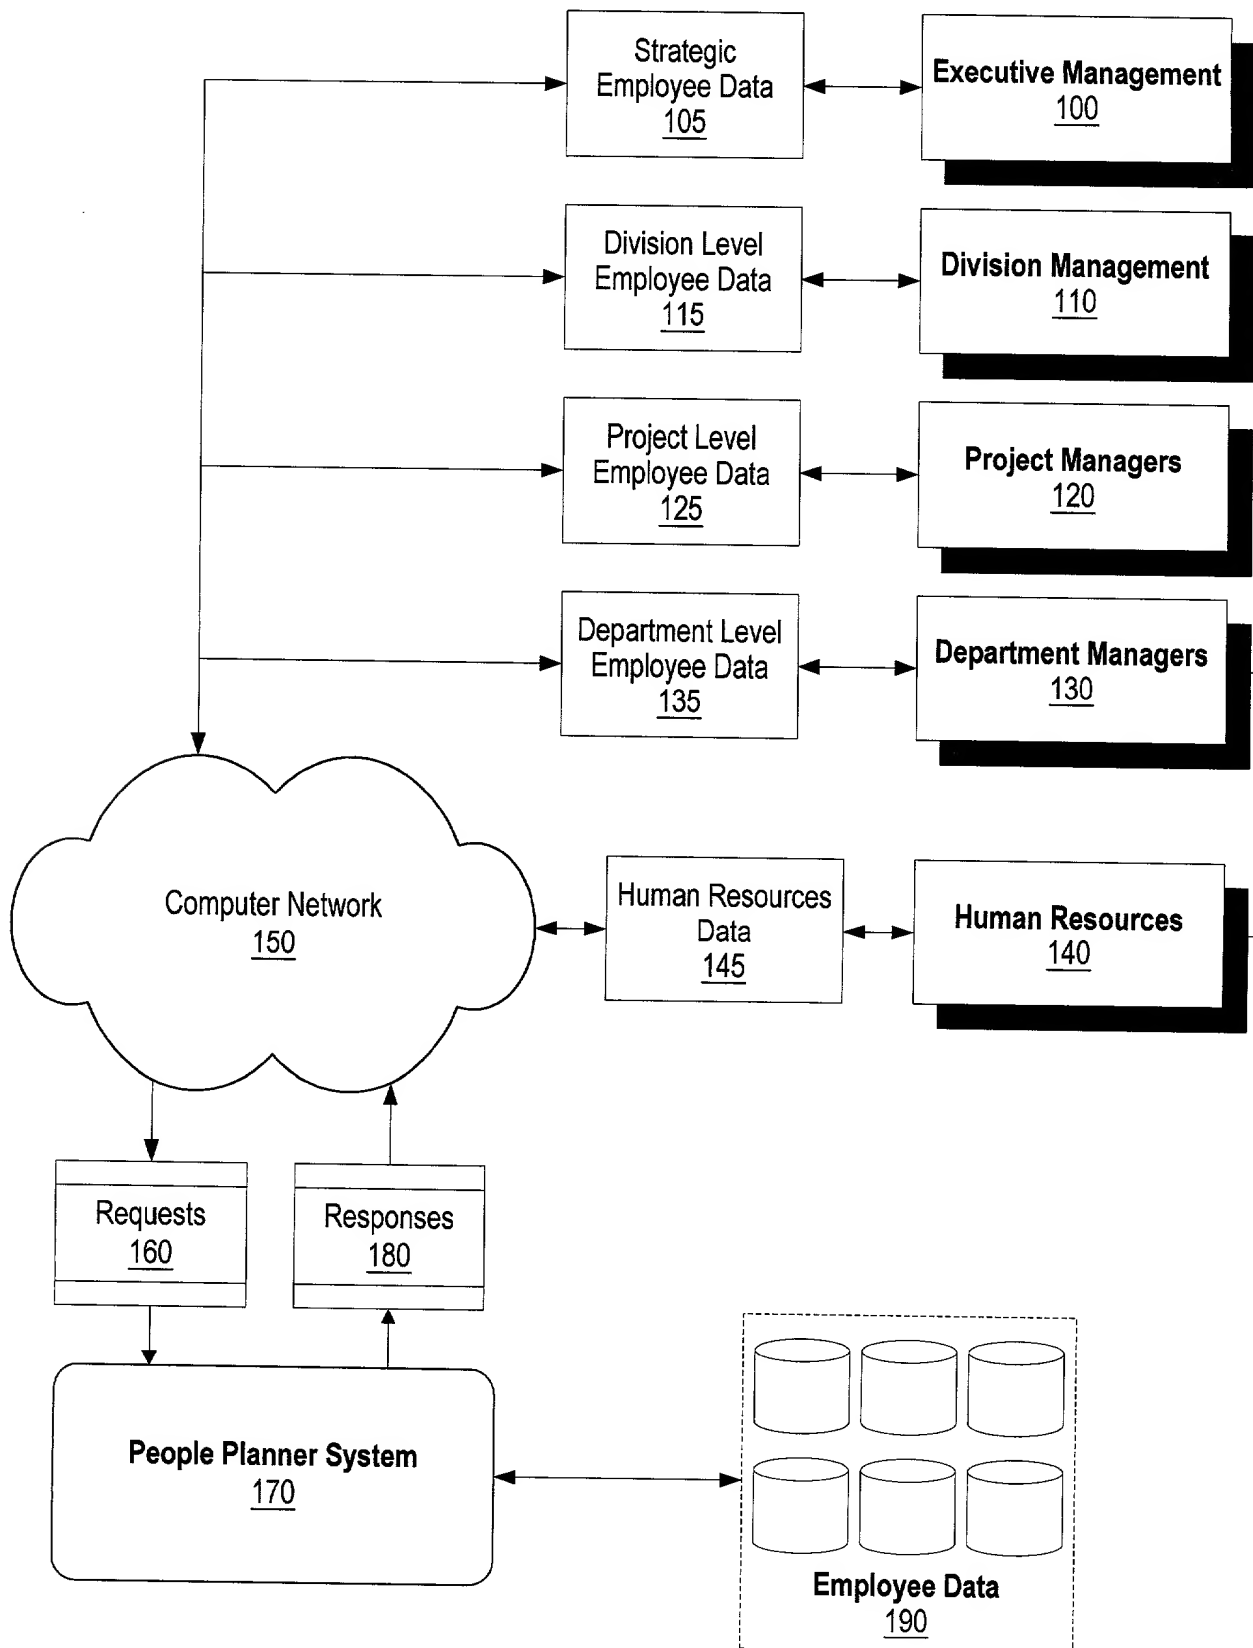 Strategic
Employee Data
105
Executive Management
100
Division Level
Employee Data
115
Division Management
110
Project Level
Employee Data
125
Project Managers
120
Department Level
Employee Data
135
Department Managers
130
Computer Network
150
Human Resources
Data
145
Human Resources
140
Requests
160
Responses
180
People Planner System
170
Employee Data
190